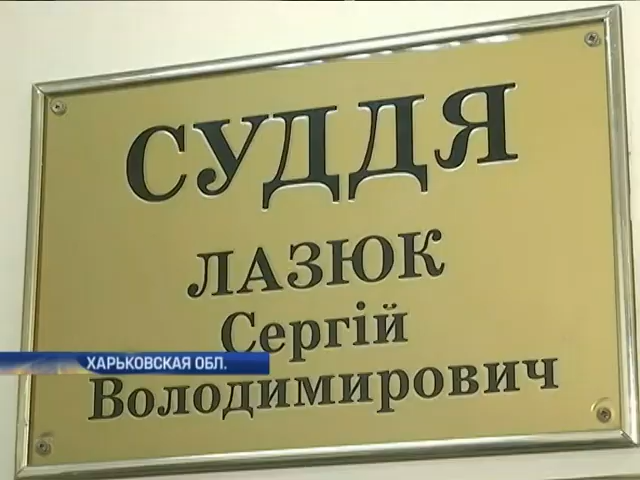 СУДДЯ
ЛАЗЮК
Сергій
ХАРЬКОВСКАЯ ОБЛ.
Володимирович